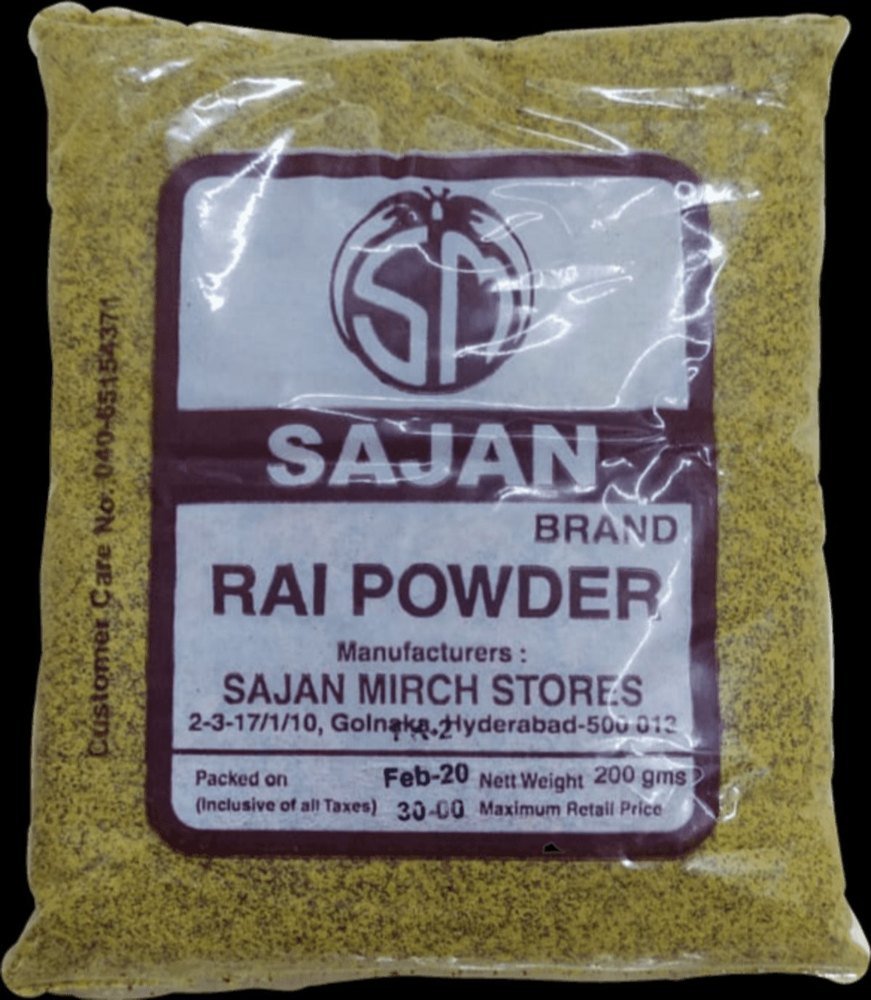 SM
SAJAN
BRAND
RAI POWDER
Manufacturers :
SAJAN MIRCH STORES
2-3-17/1/10, Golnaka, Hyderabad-500 013
Packed on Feb-20 Nett Weight 200 gms
(Inclusive of all Taxes) 30-00 Maximum Retail Price
Customer Care No. 040-65154371